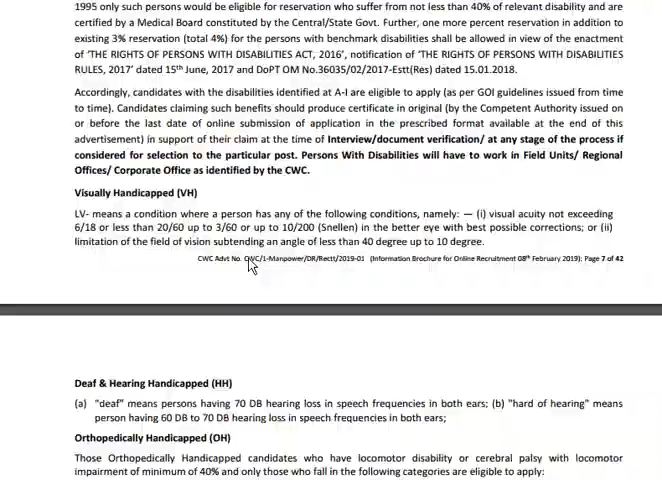 1995 only such persons would be eligible for reservation who suffer from not less than 40% of relevant disability and are
certified by a Medical Board constituted by the Central/State Govt. Further, one more percent reservation in addition to
existing 3% reservation (total 4%) for the persons with benchmark disabilities shall be allowed in view of the enactment
of ‘THE RIGHTS OF PERSONS WITH DISABILITIES ACT, 2016’, notification of ‘THE RIGHTS OF PERSONS WITH DISABILITIES
RULES, 2017’ dated 15th June, 2017 and DoPT OM No.36035/02/2017-Estt(Res) dated 15.01.2018.
Accordingly, candidates with the disabilities identified at A-I are eligible to apply (as per GOI guidelines issued from time
to time). Candidates claiming such benefits should produce certificate in original (by the Competent Authority issued on
or before the last date of online submission of application in the prescribed format available at the end of this
advertisement) in support of their claim at the time of Interview/document verification/ at any stage of the process if
considered for selection to the particular post. Persons With Disabilities will have to work in Field Units/ Regional
Offices/ Corporate Office as identified by the CWC.
Visually Handicapped (VH)
LV- means a condition where a person has any of the following conditions, namely: — (i) visual acuity not exceeding
6/18 or less than 20/60 up to 3/60 or up to 10/200 (Snellen) in the better eye with best possible corrections; or (ii)
limitation of the field of vision subtending an angle of less than 40 degree up to 10 degree.
CWC Advt No. CWC/1-Manpower/DR/Rectt/2019-01 (Information Brochure for Online Recruitment 08th February 2019): Page 7 of 42
Deaf & Hearing Handicapped (HH)
(a) "deaf" means persons having 70 DB hearing loss in speech frequencies in both ears; (b) "hard of hearing" means
person having 60 DB to 70 DB hearing loss in speech frequencies in both ears;
Orthopedically Handicapped (OH)
Those Orthopedically Handicapped candidates who have locomotor disability or cerebral palsy with locomotor
impairment of minimum of 40% and only those who fall in the following categories are eligible to apply: